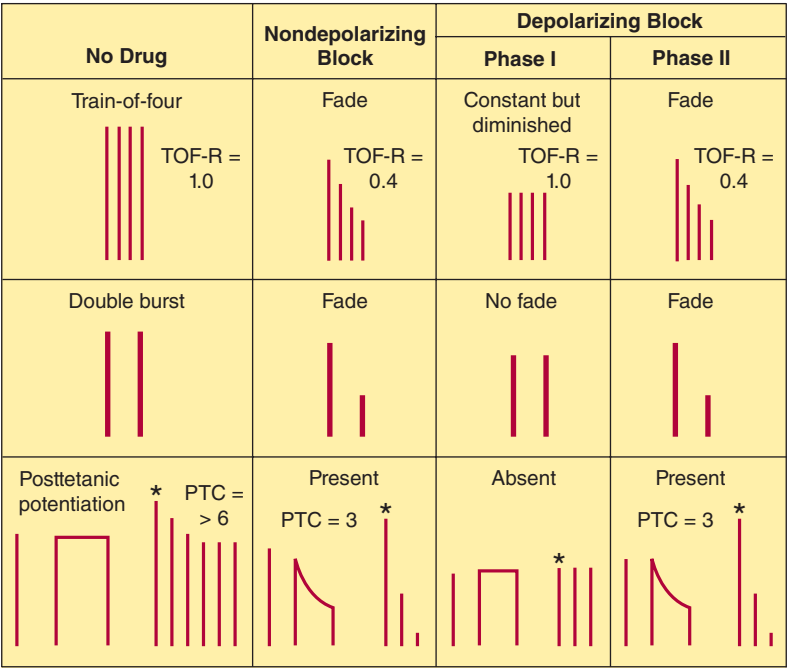 No Drug
Nondepolarizing
Block
Depolarizing Block
Phase I
Phase II
Train-of-four
TOF-R =
1.0
Fade
TOF-R =
0.4
Constant but
diminished
TOF-R =
1.0
Fade
TOF-R =
0.4
Double burst
Fade
No fade
Fade
Posttetanic
potentiation
*
PTC =
> 6
Present
PTC = 3
*
Absent
*
Present
PTC = 3
*